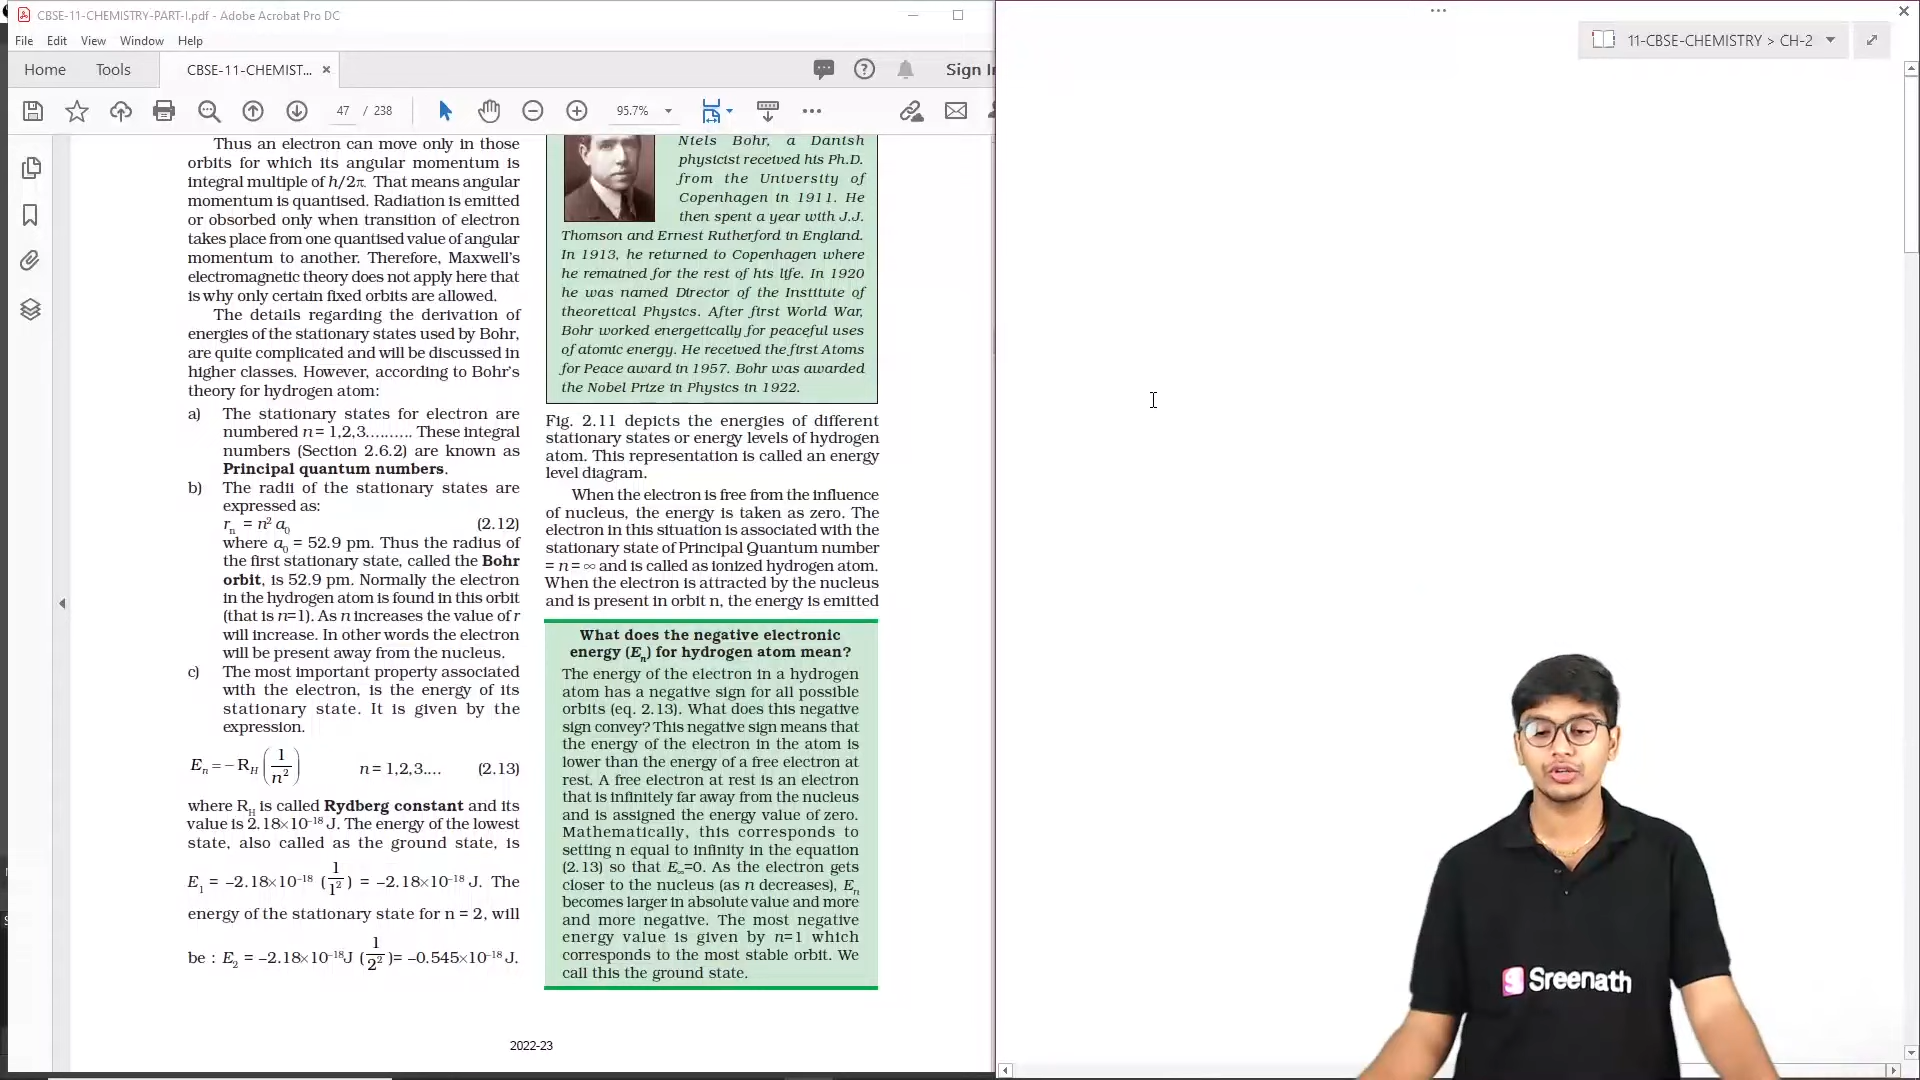 CBSE-11-CHEMISTRY-PART-I.pdf - Adobe Acrobat Pro DC
File Edit View Window Help
Home Tools CBSE-11-CHEMIST... × Sign In
47 / 238 95.7%
11-CBSE-CHEMISTRY > CH-2
Thus an electron can move only in those
orbits for which its angular momentum is
integral multiple of h/2π. That means angular
momentum is quantised. Radiation is emitted
or obsorbed only when transition of electron
takes place from one quantised value of angular
momentum to another. Therefore, Maxwell's
electromagnetic theory does not apply here that
is why only certain fixed orbits are allowed.
The details regarding the derivation of
energies of the stationary states used by Bohr,
are quite complicated and will be discussed in
higher classes. However, according to Bohr's
theory for hydrogen atom:
a) The stationary states for electron are
numbered n = 1,2,3.......... These integral
numbers (Section 2.6.2) are known as
Principal quantum numbers.
b) The radii of the stationary states are
expressed as:
rₙ = n² a₀ (2.12)
where a₀ = 52.9 pm. Thus the radius of
the first stationary state, called the Bohr
orbit, is 52.9 pm. Normally the electron
in the hydrogen atom is found in this orbit
(that is n=1). As n increases the value of r
will increase. In other words the electron
will be present away from the nucleus.
c) The most important property associated
with the electron, is the energy of its
stationary state. It is given by the
expression.
Eₙ = − R_H (1/n²) n = 1,2,3.... (2.13)
where R_H is called Rydberg constant and its
value is 2.18×10⁻¹⁸ J. The energy of the lowest
state, also called as the ground state, is
E₁ = –2.18×10⁻¹⁸ (1/1²) = –2.18×10⁻¹⁸ J. The
energy of the stationary state for n = 2, will
be : E₂ = –2.18×10⁻¹⁸J (1/2²)= –0.545×10⁻¹⁸ J.
Niels Bohr, a Danish
physicist received his Ph.D.
from the University of
Copenhagen in 1911. He
then spent a year with J.J.
Thomson and Ernest Rutherford in England.
In 1913, he returned to Copenhagen where
he remained for the rest of his life. In 1920
he was named Director of the Institute of
theoretical Physics. After first World War,
Bohr worked energetically for peaceful uses
of atomic energy. He received the first Atoms
for Peace award in 1957. Bohr was awarded
the Nobel Prize in Physics in 1922.
Fig. 2.11 depicts the energies of different
stationary states or energy levels of hydrogen
atom. This representation is called an energy
level diagram.
When the electron is free from the influence
of nucleus, the energy is taken as zero. The
electron in this situation is associated with the
stationary state of Principal Quantum number
= n = ∞ and is called as ionized hydrogen atom.
When the electron is attracted by the nucleus
and is present in orbit n, the energy is emitted
What does the negative electronic
energy (Eₙ) for hydrogen atom mean?
The energy of the electron in a hydrogen
atom has a negative sign for all possible
orbits (eq. 2.13). What does this negative
sign convey? This negative sign means that
the energy of the electron in the atom is
lower than the energy of a free electron at
rest. A free electron at rest is an electron
that is infinitely far away from the nucleus
and is assigned the energy value of zero.
Mathematically, this corresponds to
setting n equal to infinity in the equation
(2.13) so that E∞=0. As the electron gets
closer to the nucleus (as n decreases), Eₙ
becomes larger in absolute value and more
and more negative. The most negative
energy value is given by n=1 which
corresponds to the most stable orbit. We
call this the ground state.
2022-23
Sreenath